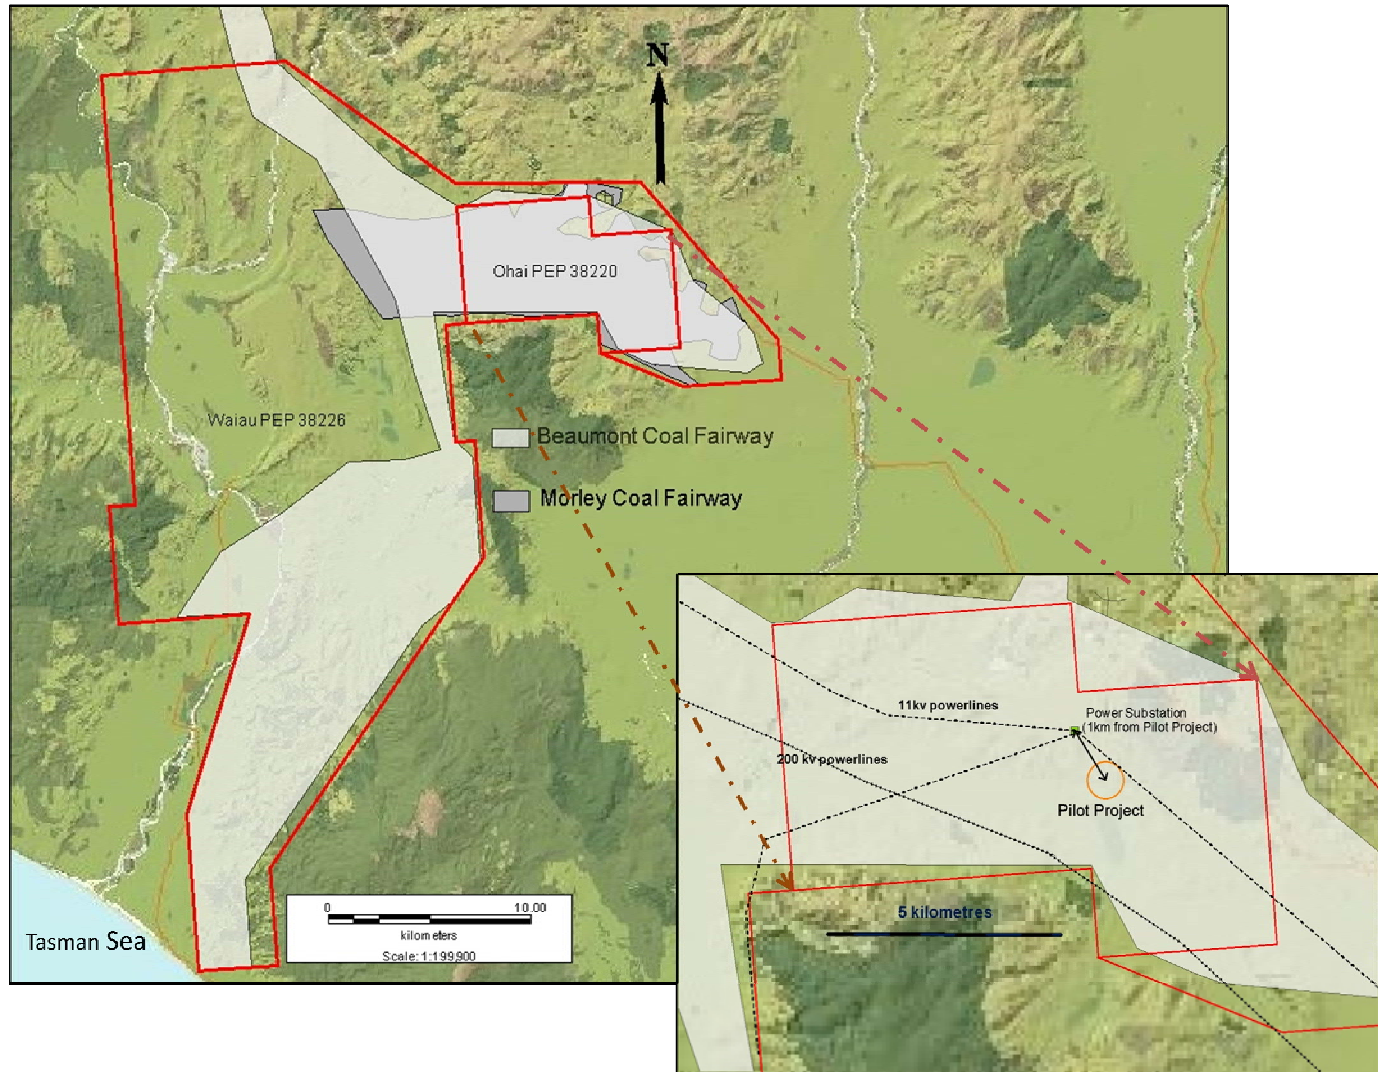 N
Ohai PEP 38220
Waiau PEP 38226
Beaumont Coal Fairway
Morley Coal Fairway
11kv powerlines
Power Substation
(1km from Pilot Project)
200 kv powerlines
Pilot Project
5 kilometres
0 10.00
kilometers
Scale: 1:199,900
Tasman Sea